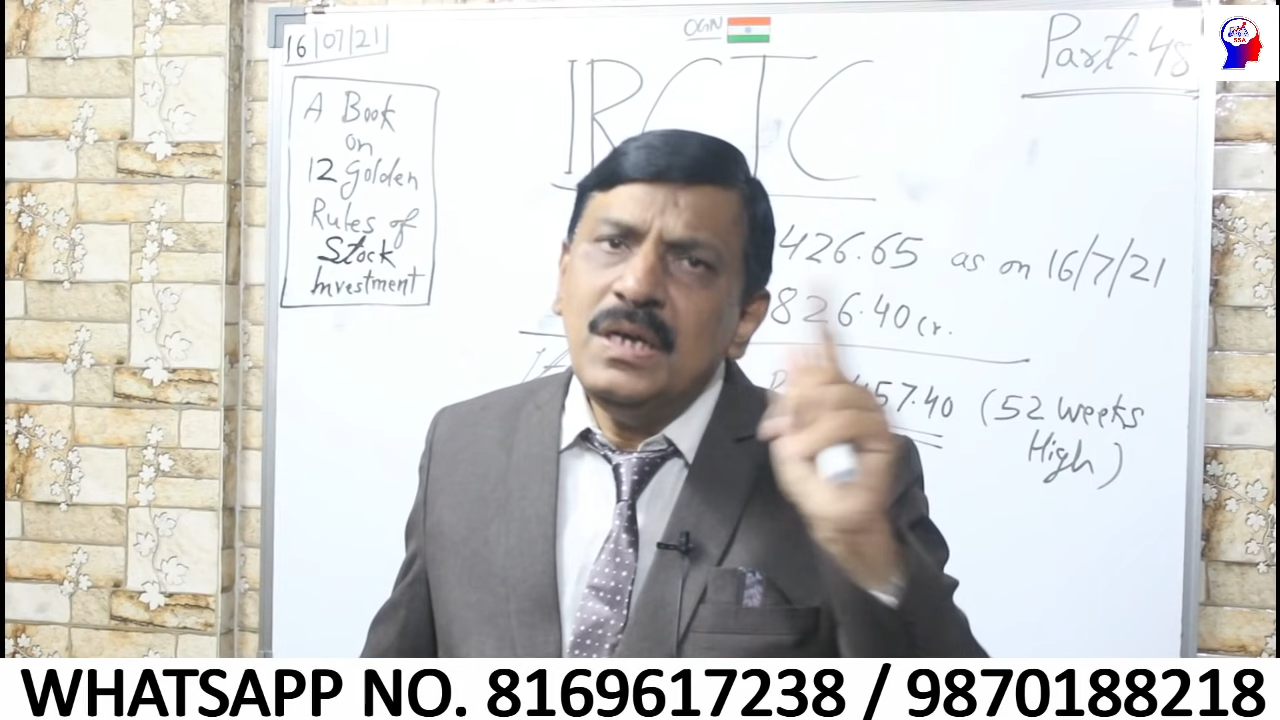 16/07/21
OGN
Part-48
SSA
IRCTC
A Book
on
12 Golden
Rules of
Stock
Investment
426.65 as on 16/7/21
826.40 Cr.
457.40 (52 weeks
High)
WHATSAPP NO. 8169617238 / 9870188218